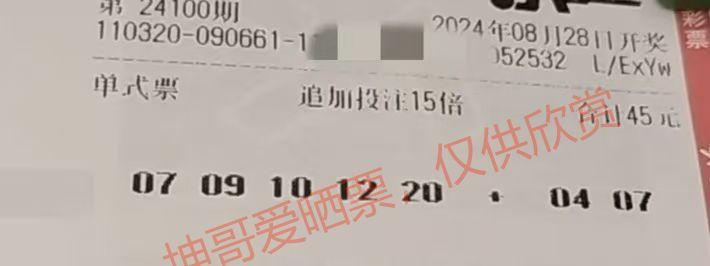 第 24100期
2024年08月28日开奖
110320-090661-1
052532 L/ExYw
单式票 追加投注15倍 合计45元
07 09 10 12 20 + 04 07
坤哥爱晒票，仅供欣赏
彩票